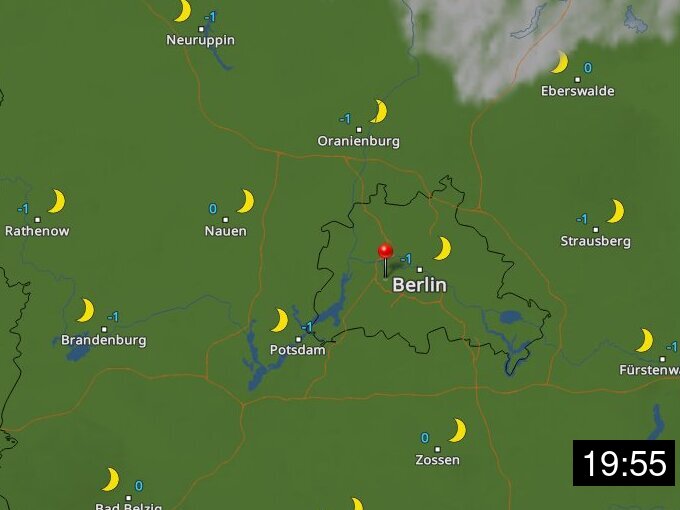 -1
Neuruppin
0
Eberswalde
-1
Oranienburg
-1
Rathenow
0
Nauen
-1
Strausberg
-1
Berlin
-1
Brandenburg
-1
Potsdam
-1
Fürstenwa
0
Zossen
19:55
0
Bad Belzig